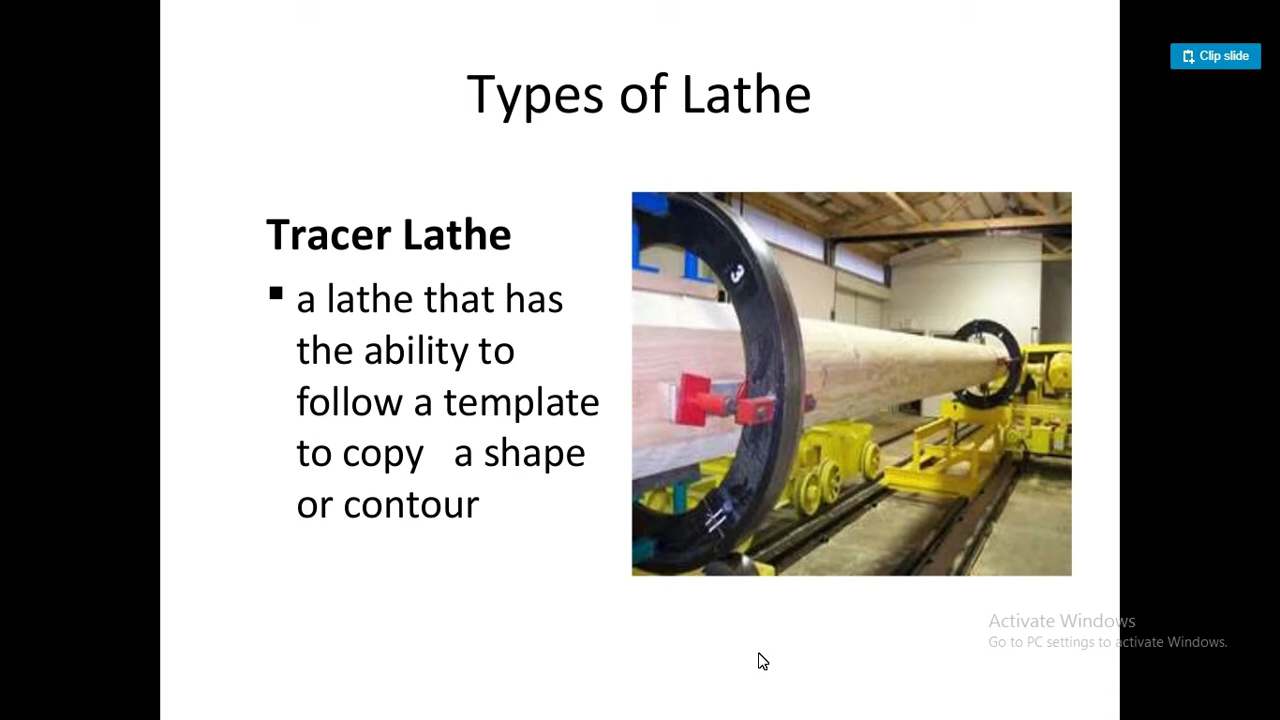 Clip slide
Types of Lathe
Tracer Lathe
▪ a lathe that has
the ability to
follow a template
to copy   a shape
or contour
3
Activate Windows
Go to PC settings to activate Windows.